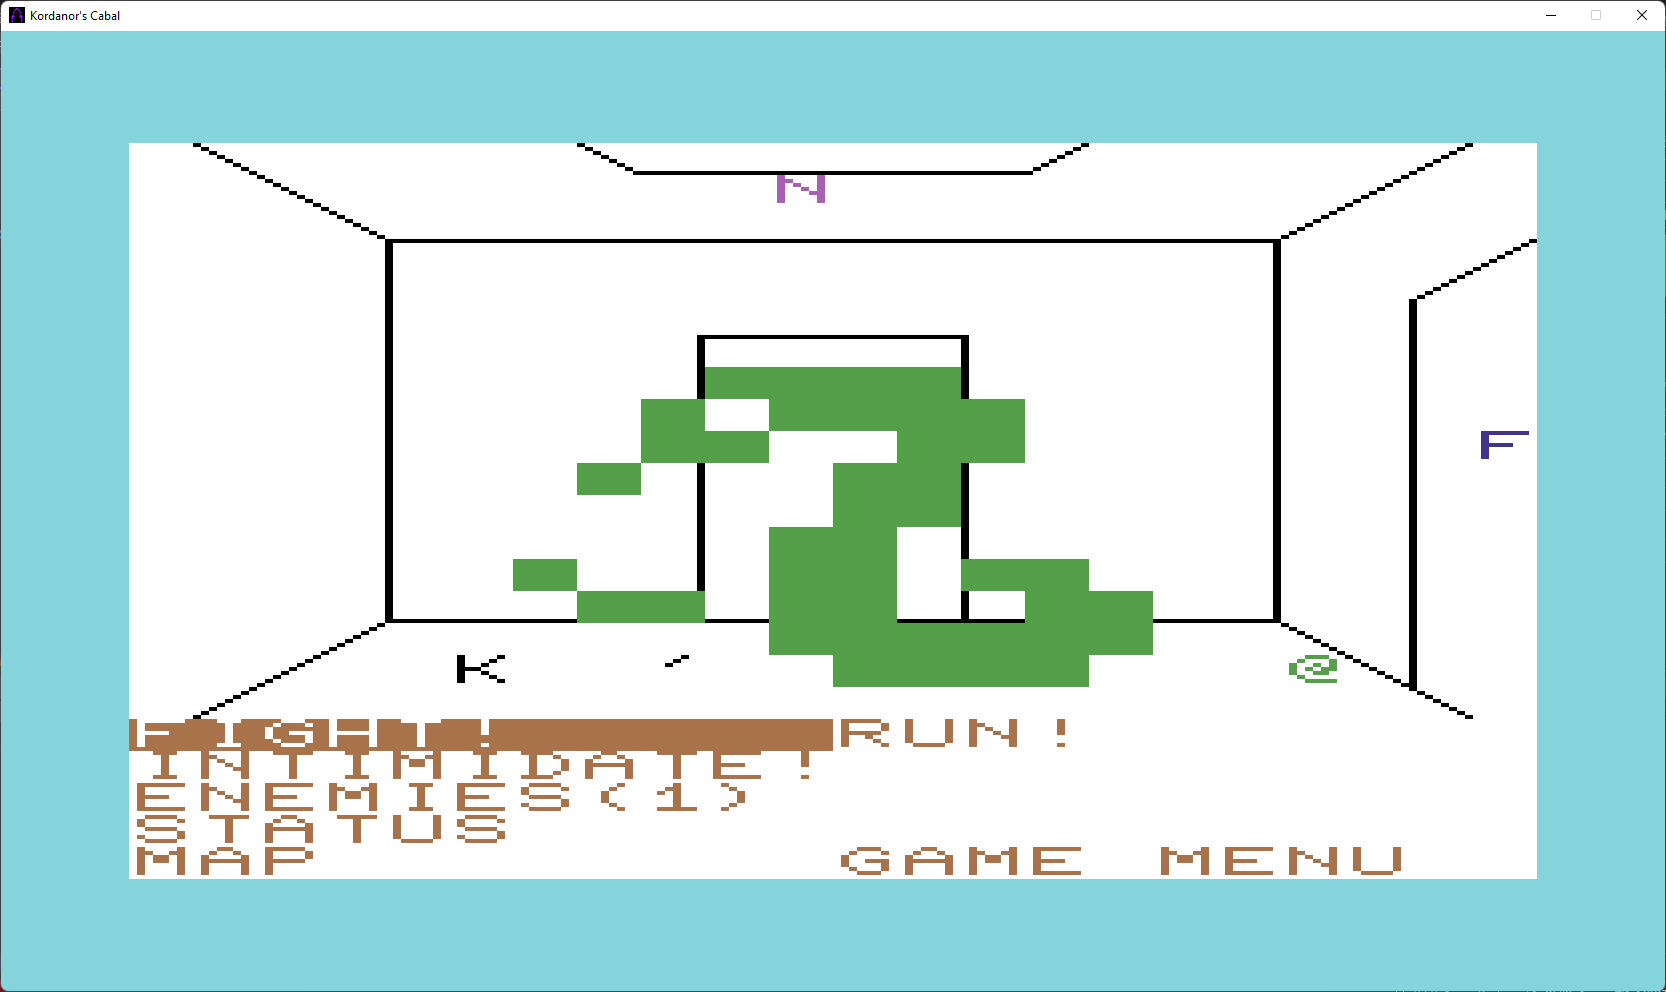 Kordanor's Cabal
N
F
K ' @
FIGHT! RUN!
INTIMIDATE!
ENEMIES(1)
STATUS
MAP GAME MENU